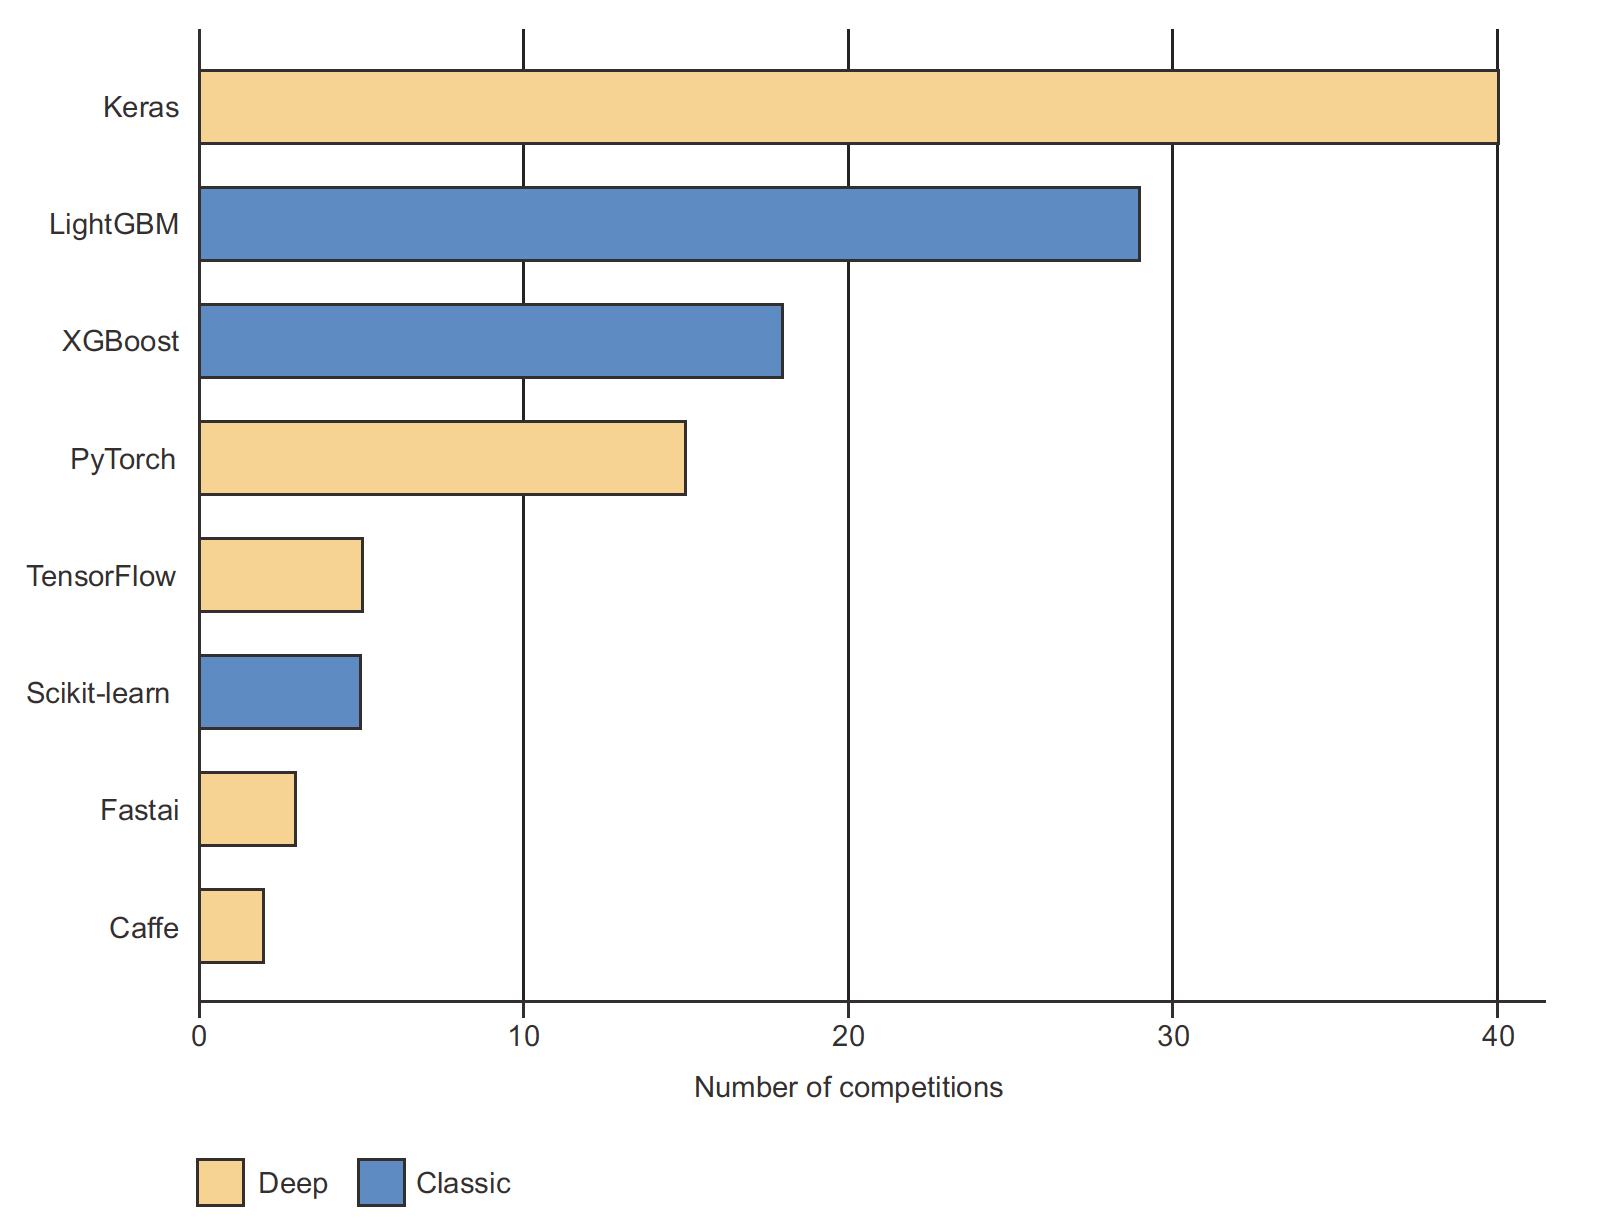 Keras
LightGBM
XGBoost
PyTorch
TensorFlow
Scikit-learn
Fastai
Caffe
0 10 20 30 40
Number of competitions
Deep Classic